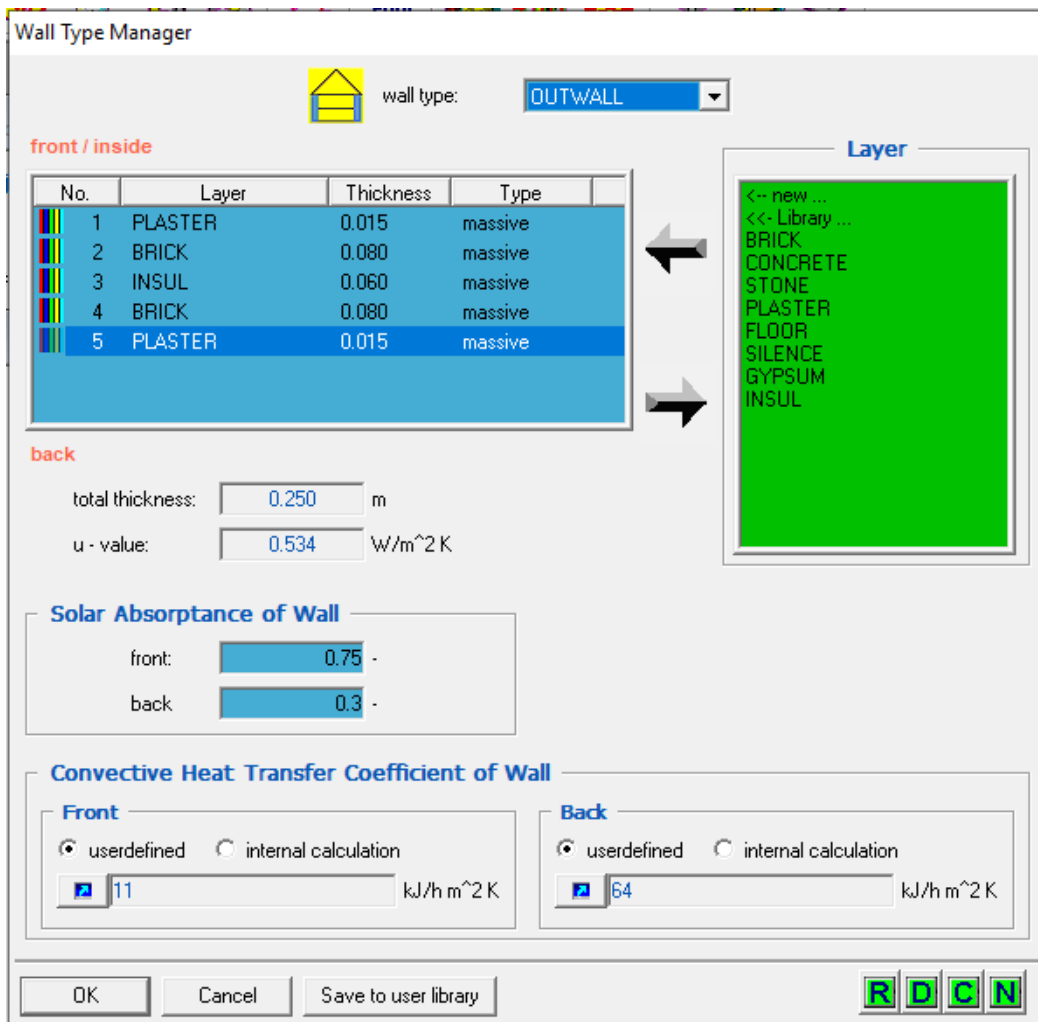 Wall Type Manager
wall type: OUTWALL
front / inside
No. Layer Thickness Type
1 PLASTER 0.015 massive
2 BRICK 0.080 massive
3 INSUL 0.060 massive
4 BRICK 0.080 massive
5 PLASTER 0.015 massive
Layer
<-- new ...
<<- Library ...
BRICK
CONCRETE
STONE
PLASTER
FLOOR
SILENCE
GYPSUM
INSUL
back
total thickness: 0.250 m
u - value: 0.534 W/m^2 K
Solar Absorptance of Wall
front: 0.75 -
back 0.3 -
Convective Heat Transfer Coefficient of Wall
Front
userdefined internal calculation
11 kJ/h m^2 K
Back
userdefined internal calculation
64 kJ/h m^2 K
OK Cancel Save to user library R D C N